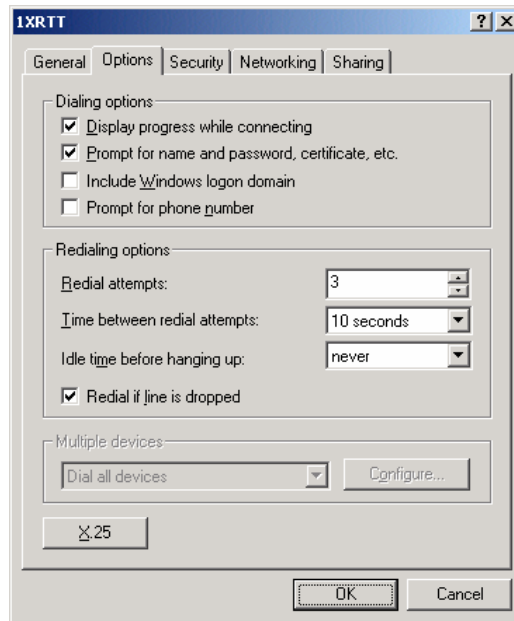 1XRTT ? X
General Options Security Networking Sharing
Dialing options
Display progress while connecting
Prompt for name and password, certificate, etc.
Include Windows logon domain
Prompt for phone number
Redialing options
Redial attempts: 3
Time between redial attempts: 10 seconds
Idle time before hanging up: never
Redial if line is dropped
Multiple devices
Dial all devices Configure...
X.25
OK Cancel